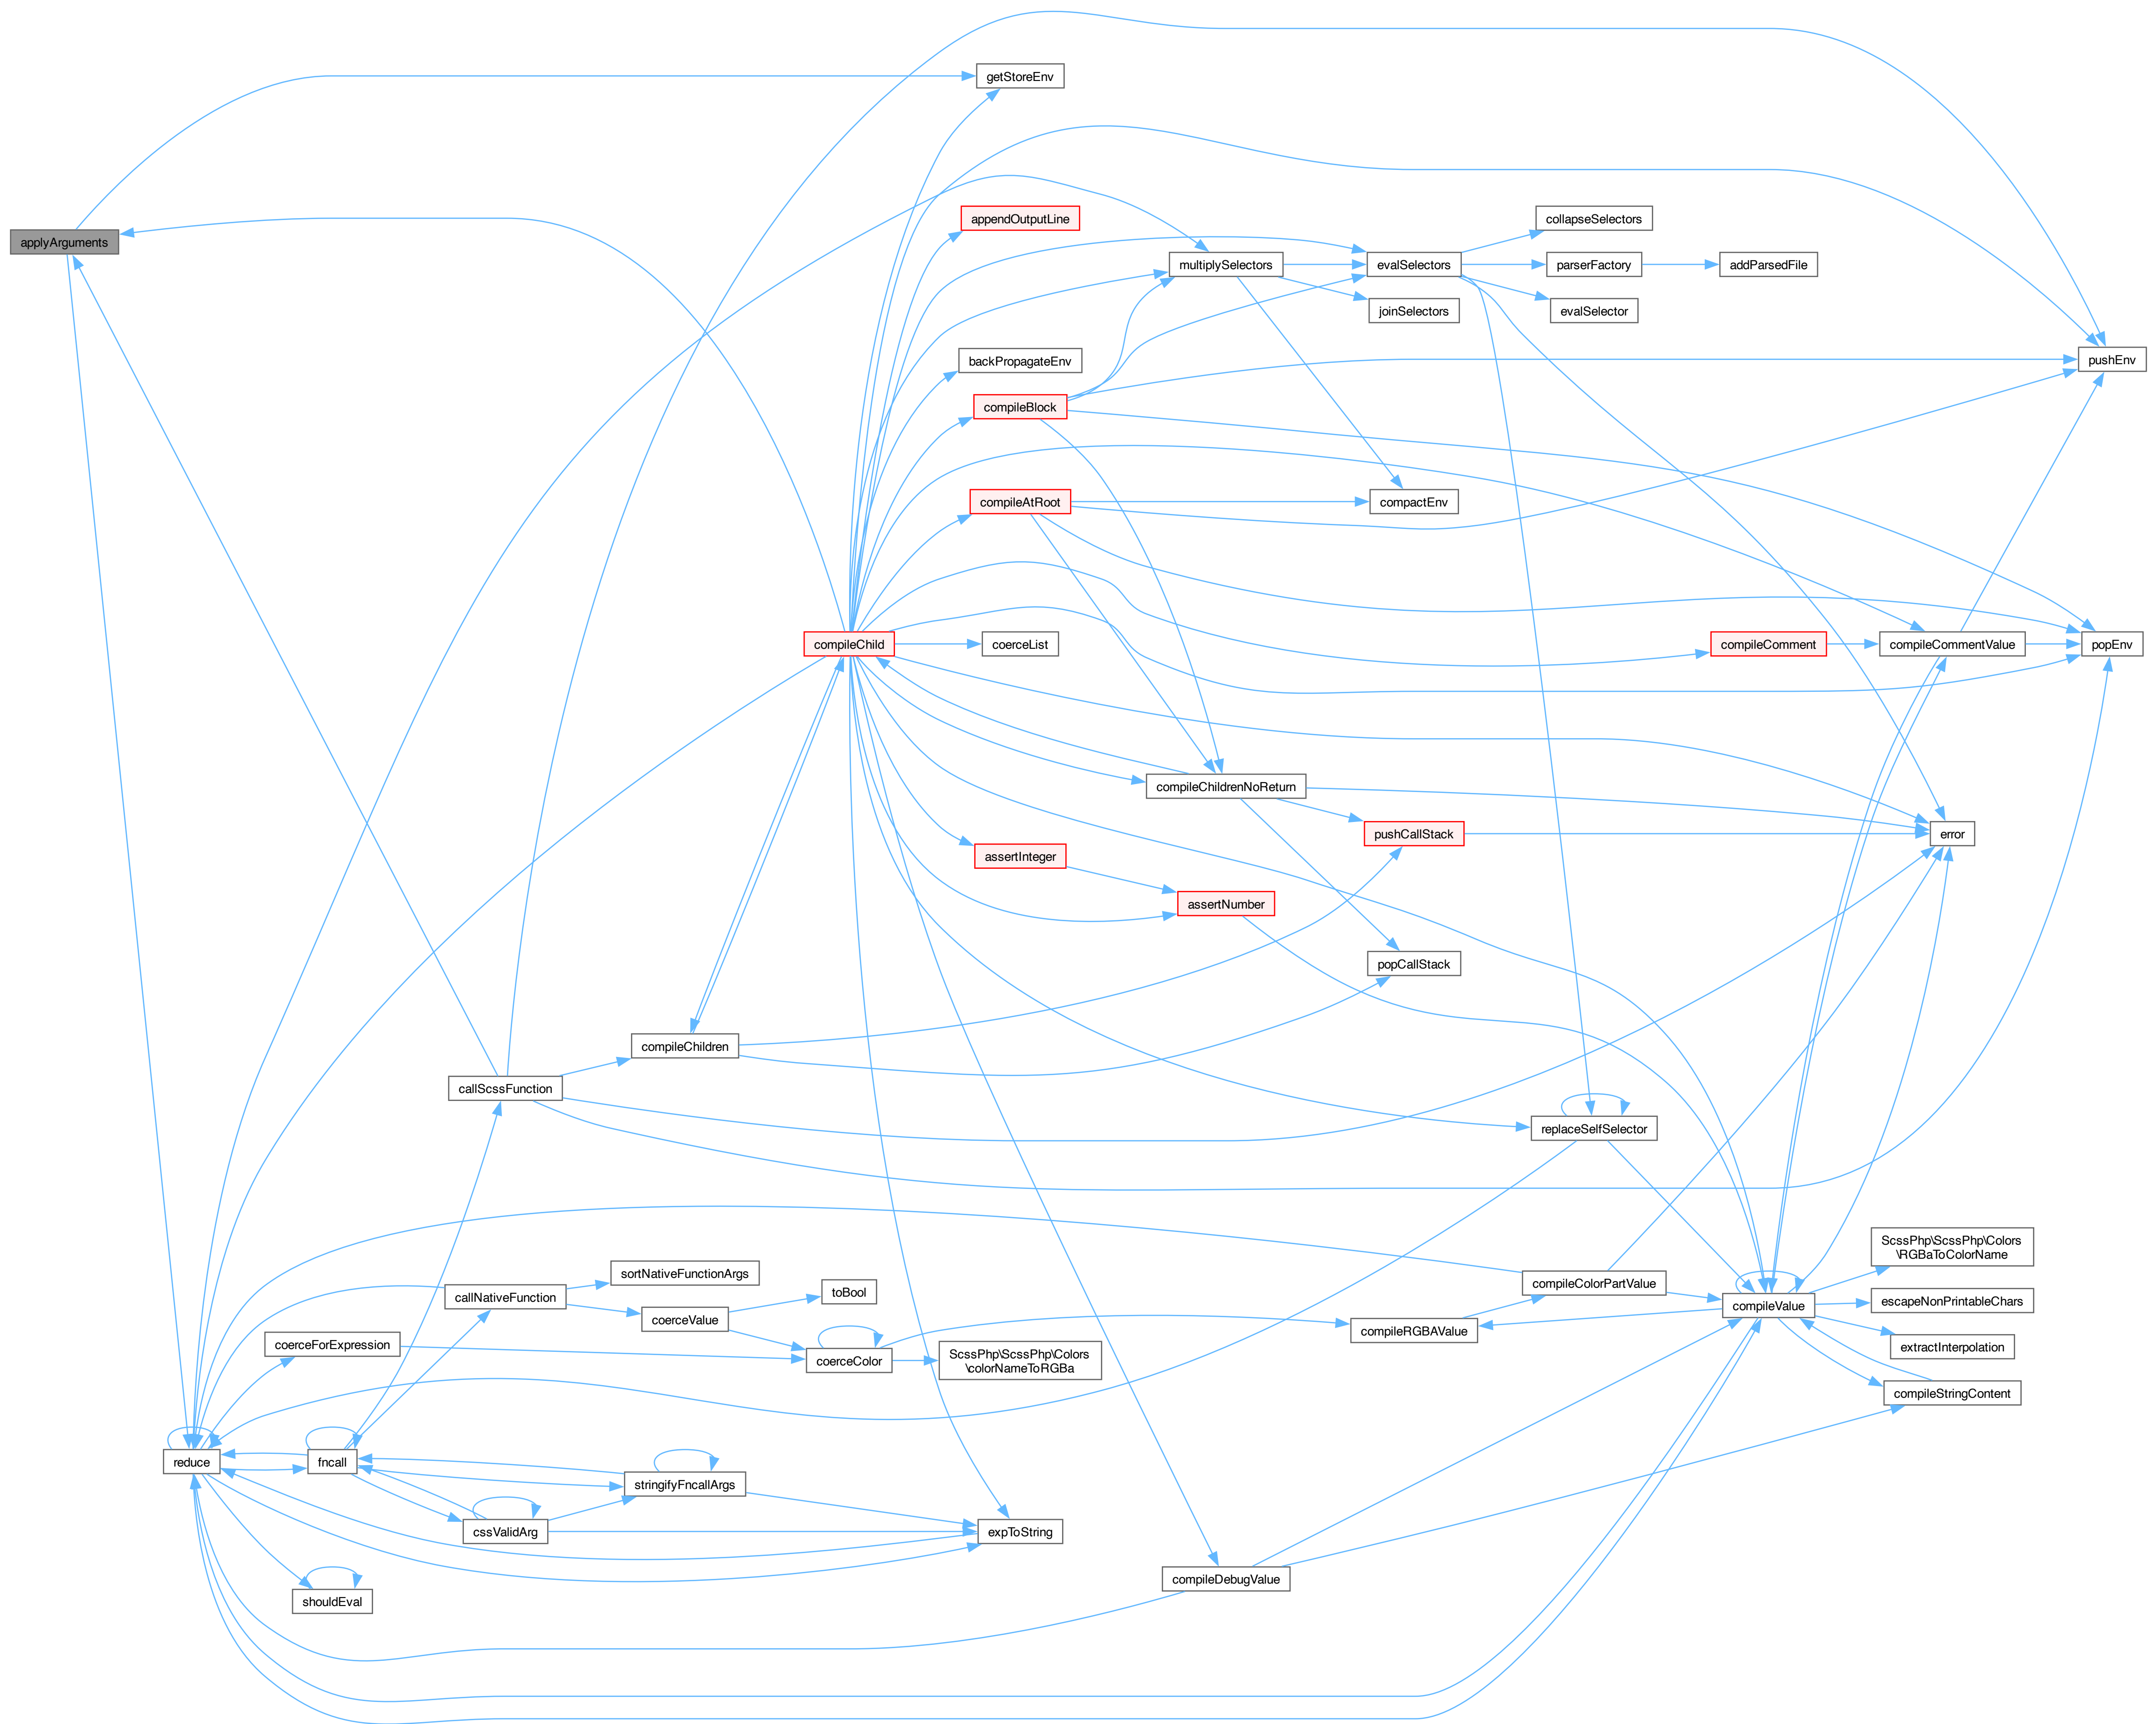 getStoreEnv
appendOutputLine
collapseSelectors
applyArguments
multiplySelectors
evalSelectors
parserFactory
addParsedFile
joinSelectors
evalSelector
backPropagateEnv
pushEnv
compileBlock
compileAtRoot
compactEnv
compileChild
coerceList
compileComment
compileCommentValue
popEnv
compileChildrenNoReturn
pushCallStack
error
assertInteger
assertNumber
popCallStack
compileChildren
callScssFunction
replaceSelfSelector
ScssPhp\ScssPhp\Colors
\RGBaToColorName
sortNativeFunctionArgs
callNativeFunction
toBool
compileColorPartValue
escapeNonPrintableChars
compileValue
coerceValue
compileRGBAValue
coerceForExpression
extractInterpolation
coerceColor
ScssPhp\ScssPhp\Colors
\colorNameToRGBa
compileStringContent
reduce
fncall
stringifyFncallArgs
cssValidArg
expToString
compileDebugValue
shouldEval